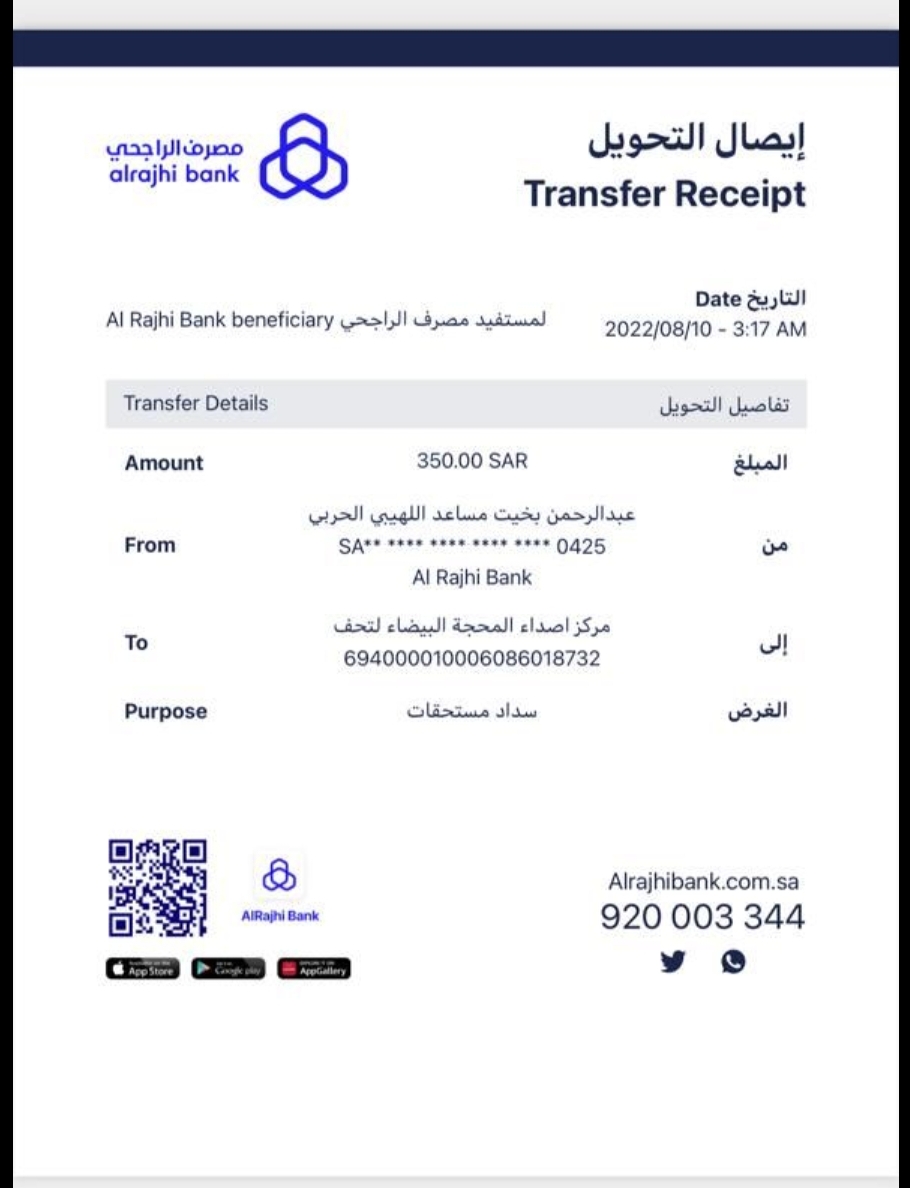 إيصال التحويل
Transfer Receipt
مصرف الراجحي
alrajhi bank
التاريخ Date
2022/08/10 - 3:17 AM
لمستفيد مصرف الراجحي Al Rajhi Bank beneficiary
Transfer Details تفاصيل التحويل
Amount 350.00 SAR المبلغ
عبدالرحمن بخيت مساعد اللهيبي الحربي
From SA** **** **** **** **** 0425 من
Al Rajhi Bank
مركز اصداء المحجة البيضاء لتحف
To إلى
694000010006086018732
Purpose سداد مستحقات الغرض
AlRajhi Bank
App Store
Google play
AppGallery
Alrajhibank.com.sa
920 003 344